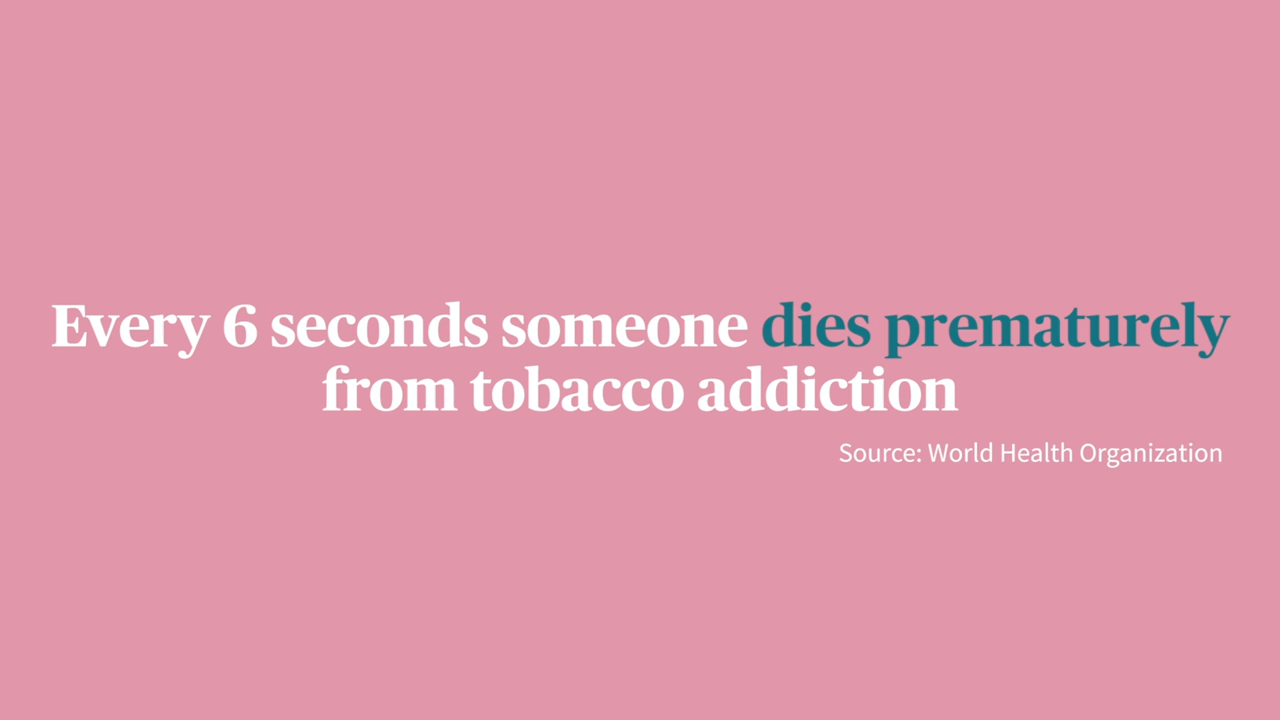 Every 6 seconds someone dies prematurely
from tobacco addiction
Source: World Health Organization